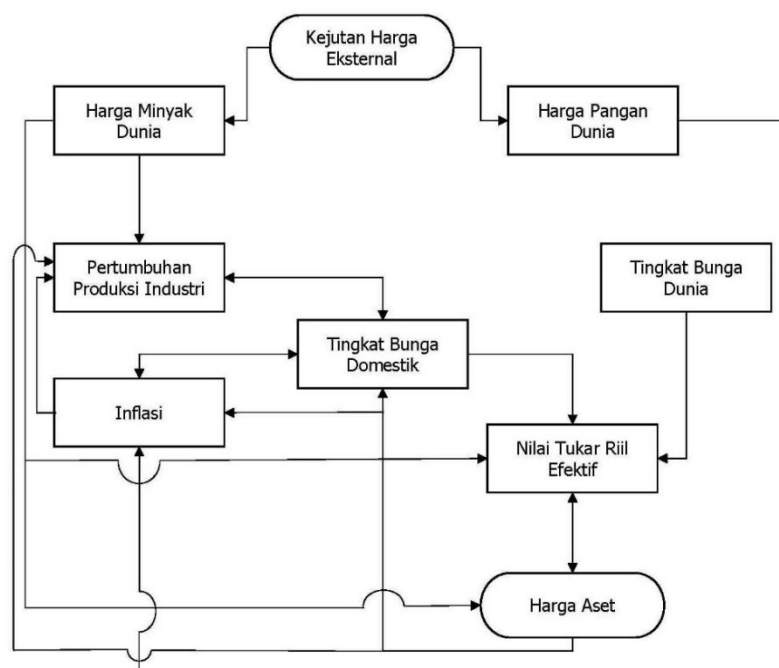 Kejutan Harga
Eksternal
Harga Minyak
Dunia
Harga Pangan
Dunia
Pertumbuhan
Produksi Industri
Tingkat Bunga
Dunia
Tingkat Bunga
Domestik
Inflasi
Nilai Tukar Riil
Efektif
Harga Aset